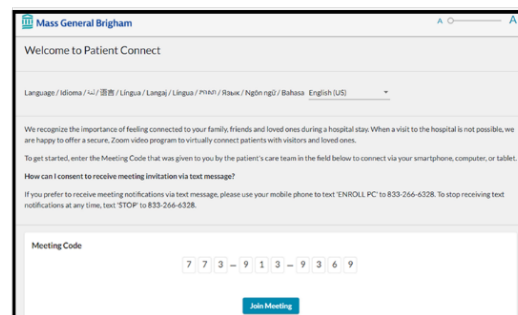 Mass General Brigham
A A
Welcome to Patient Connect
Language / Idioma / / 语言 / Língua / Langaj / Lingua / / Язык / Ngôn ngữ / Bahasa English (US)
We recognize the importance of feeling connected to your family, friends and loved ones during a hospital stay. When a visit to the hospital is not possible, we
are happy to offer a secure, Zoom video program to virtually connect patients with visitors and loved ones.
To get started, enter the Meeting Code that was given to you by the patient's care team in the field below to connect via your smartphone, computer, or tablet.
How can I consent to receive meeting invitation via text message?
If you prefer to receive meeting notifications via text message, please use your mobile phone to text 'ENROLL PC' to 833-266-6328. To stop receiving text
notifications at any time, text 'STOP' to 833-266-6328.
Meeting Code
7 7 3 – 9 1 3 – 9 3 6 9
Join Meeting